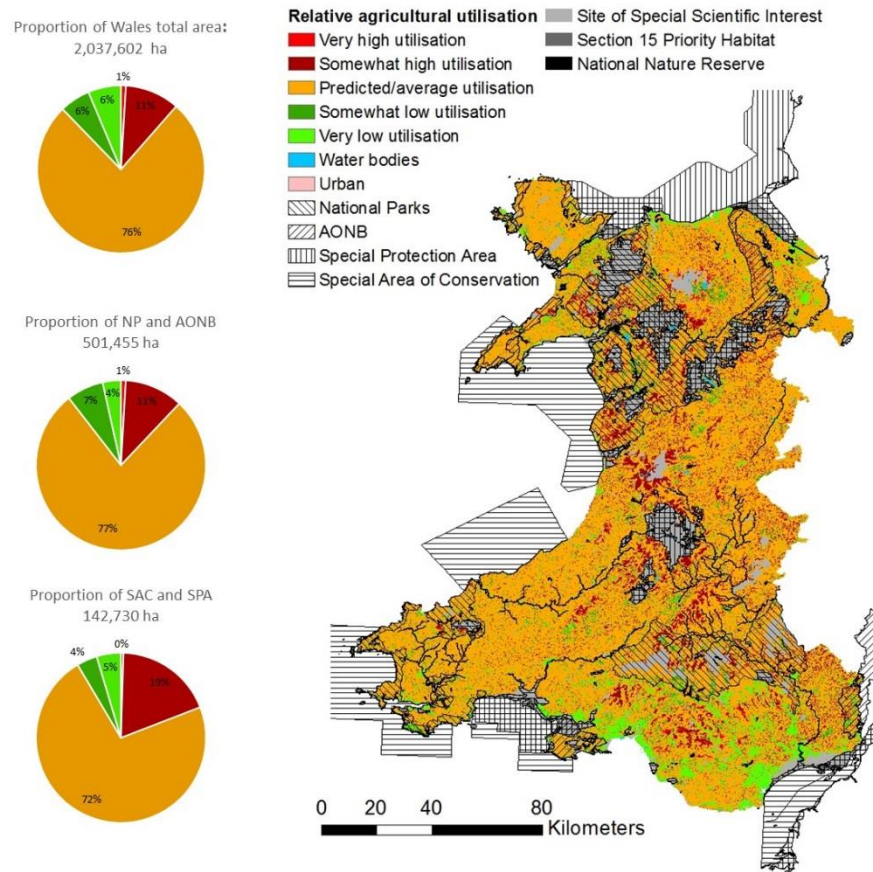 Proportion of Wales total area:
2,037,602 ha
1%
11%
76%
6%
6%
Proportion of NP and AONB
501,455 ha
1%
11%
77%
7%
4%
Proportion of SAC and SPA
142,730 ha
0%
19%
72%
4%
5%
Relative agricultural utilisation
Very high utilisation
Somewhat high utilisation
Predicted/average utilisation
Somewhat low utilisation
Very low utilisation
Water bodies
Urban
National Parks
AONB
Special Protection Area
Special Area of Conservation
Site of Special Scientific Interest
Section 15 Priority Habitat
National Nature Reserve
0 20 40 80
Kilometers